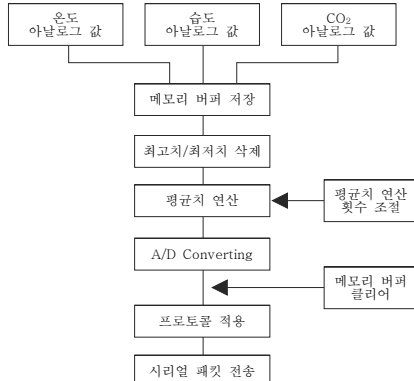 온도
아날로그 값
습도
아날로그 값
CO₂
아날로그 값
메모리 버퍼 저장
최고치/최저치 삭제
평균치 연산
평균치 연산
횟수 조절
A/D Converting
메모리 버퍼
클리어
프로토콜 적용
시리얼 패킷 전송